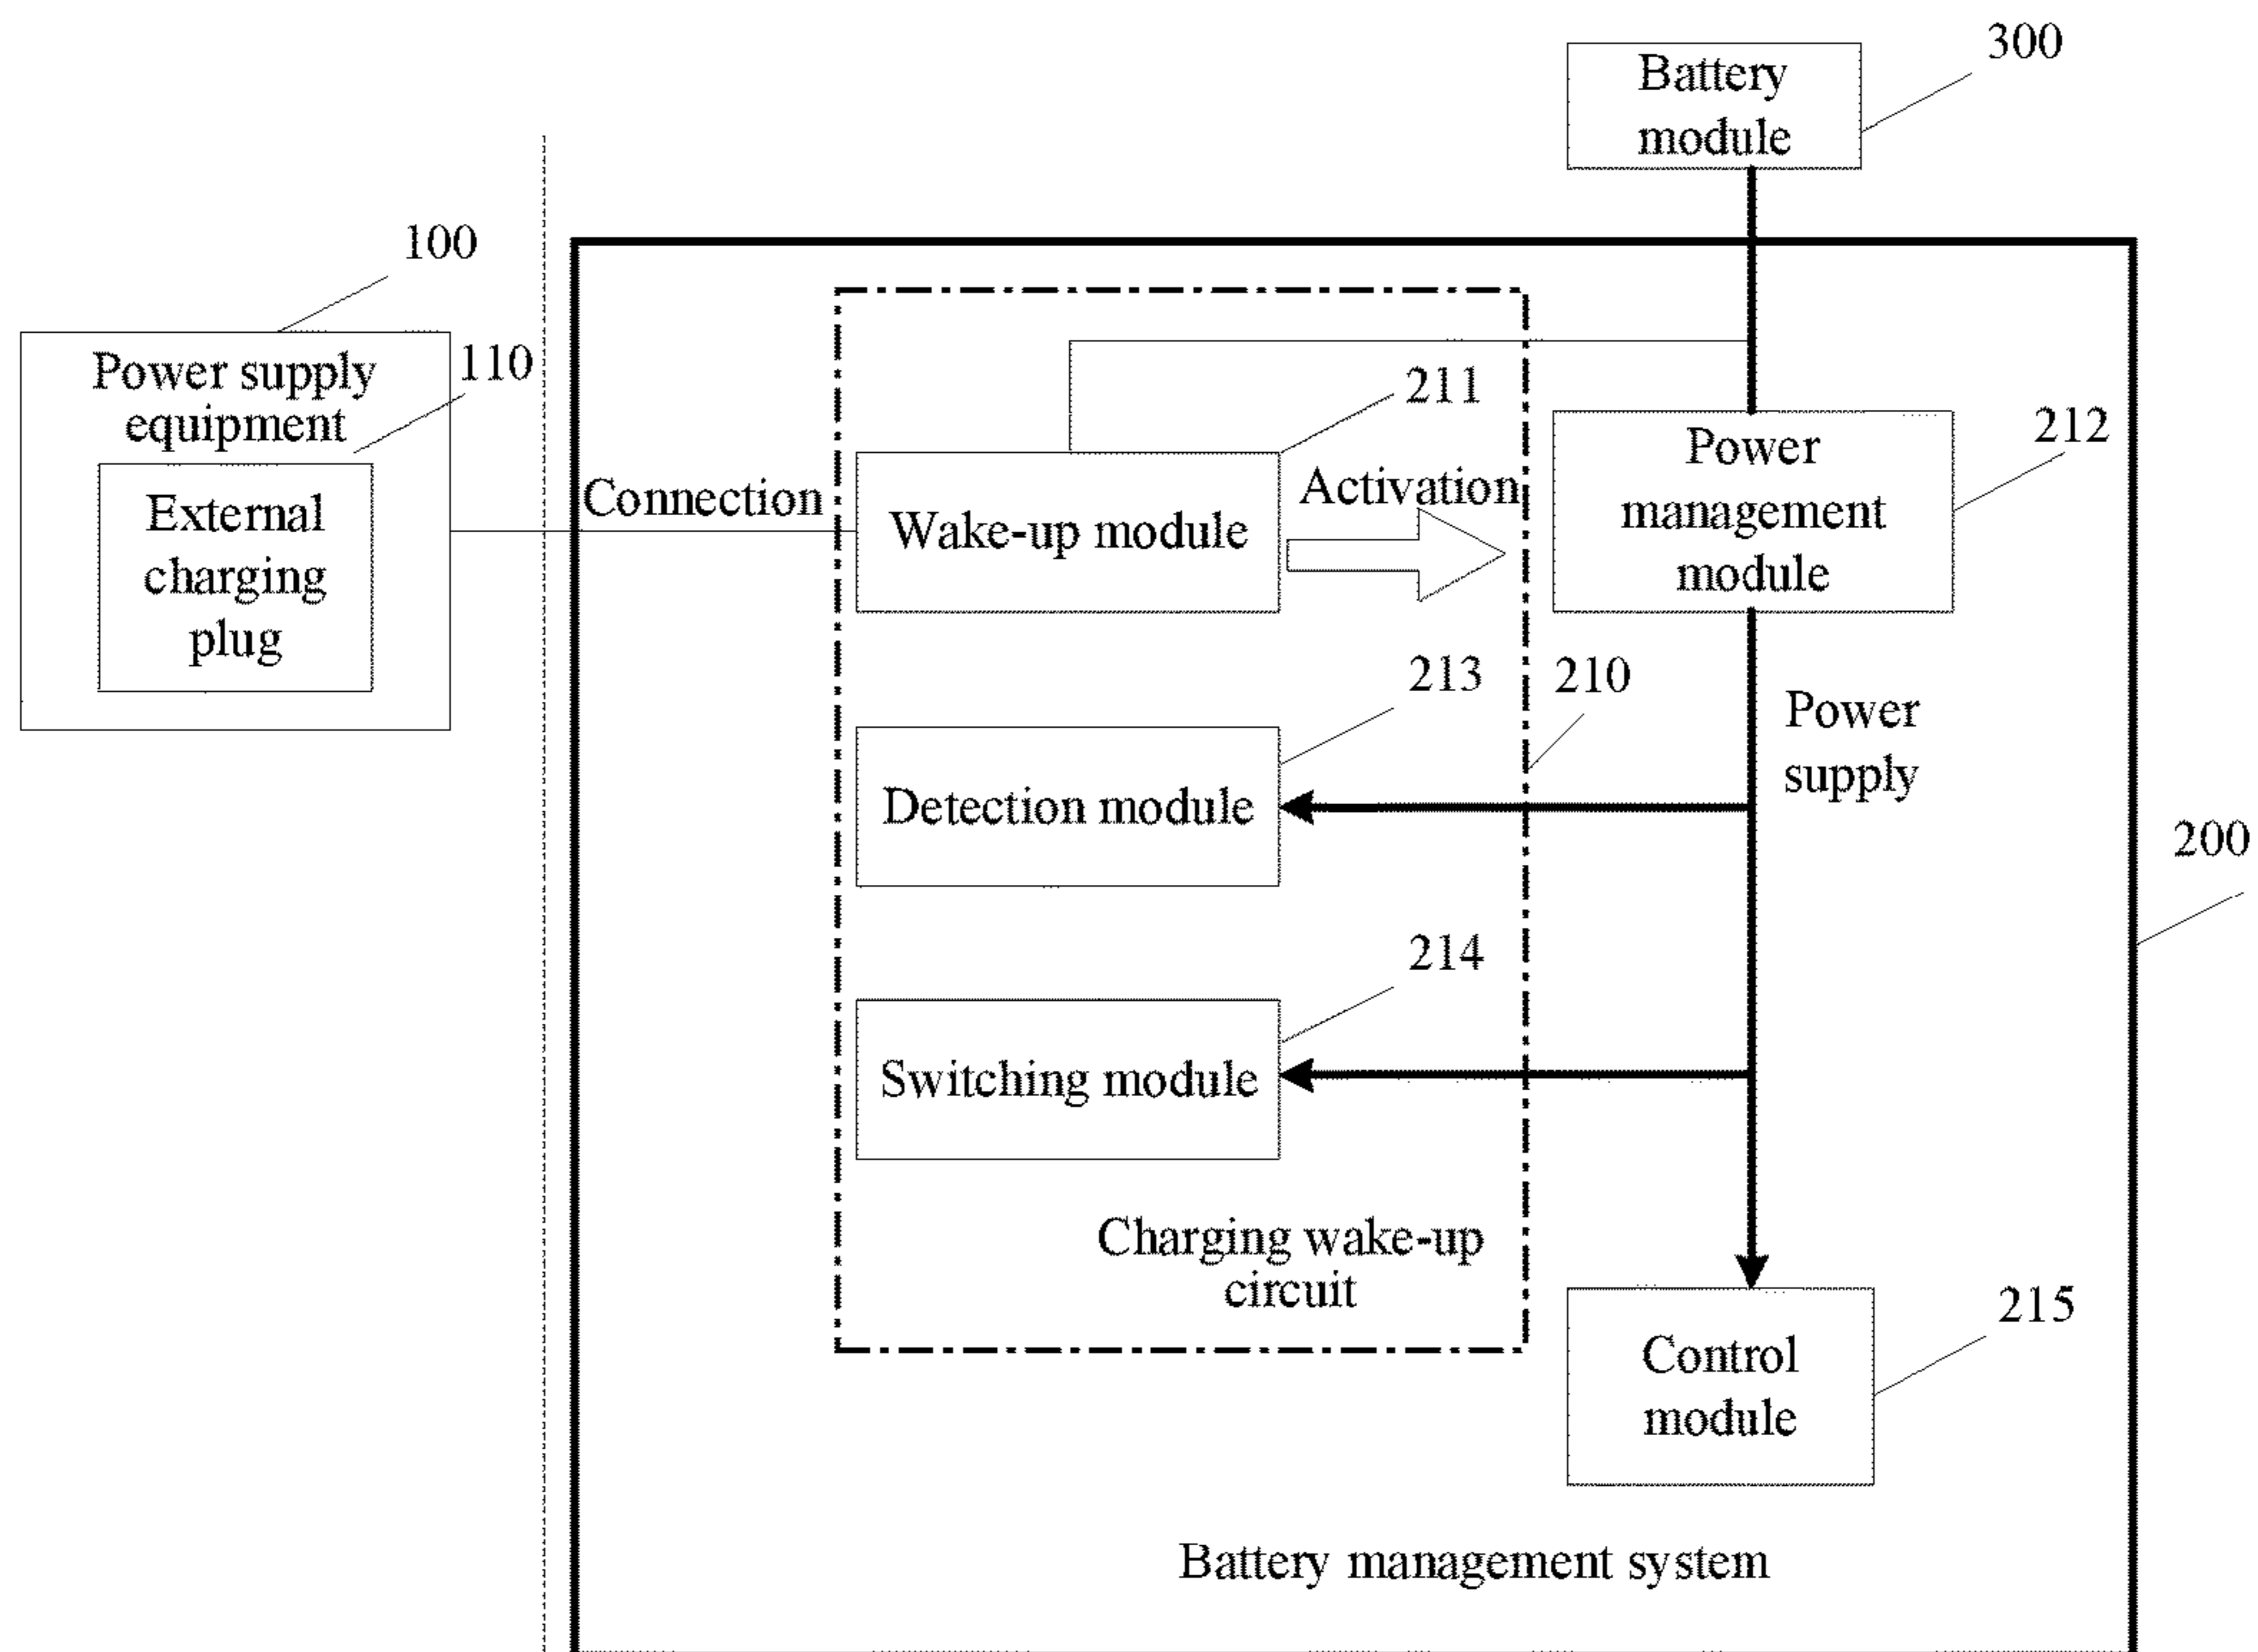 Battery
module
300
100
Power supply
equipment
110
External
charging
plug
Connection
211
Wake-up module
Activation
Power
management
module
212
213
210
Detection module
Power
supply
200
214
Switching module
Charging wake-up
circuit
215
Control
module
Battery management system